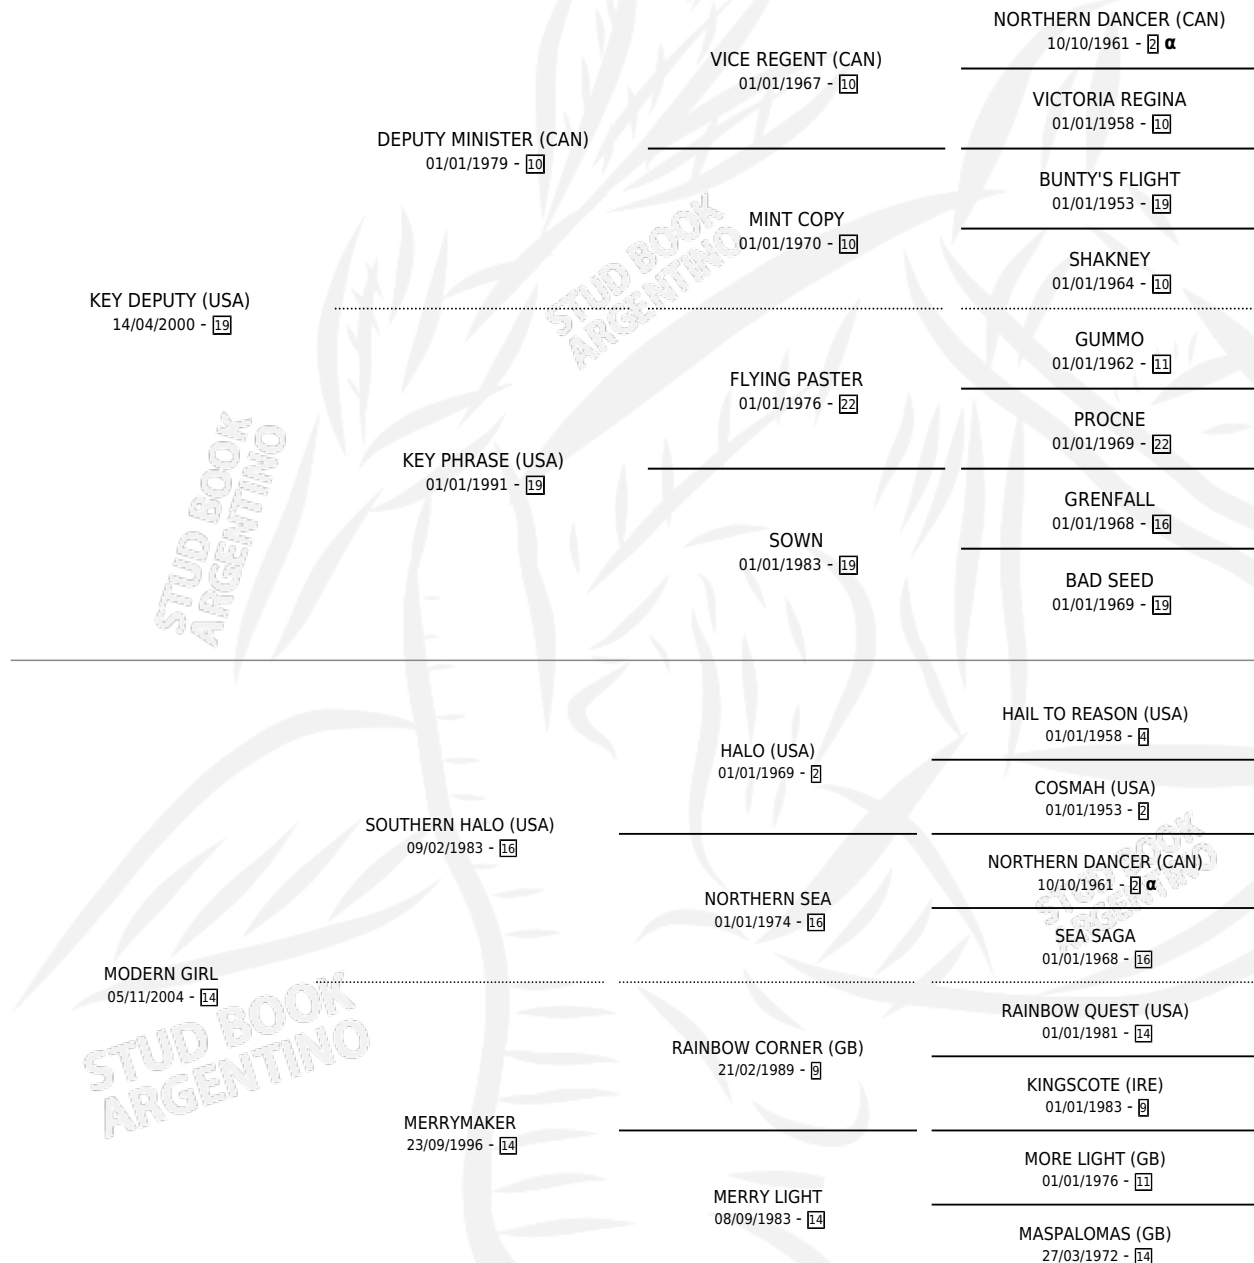 NORTHERN DANCER (CAN)
10/10/1961 - 2 α
VICE REGENT (CAN)
01/01/1967 - 10
VICTORIA REGINA
01/01/1958 - 10
DEPUTY MINISTER (CAN)
01/01/1979 - 10
BUNTY'S FLIGHT
01/01/1953 - 19
MINT COPY
01/01/1970 - 10
SHAKNEY
01/01/1964 - 10
KEY DEPUTY (USA)
14/04/2000 - 19
GUMMO
01/01/1962 - 11
FLYING PASTER
01/01/1976 - 22
PROCNE
01/01/1969 - 22
KEY PHRASE (USA)
01/01/1991 - 19
GRENFALL
01/01/1968 - 16
SOWN
01/01/1983 - 19
BAD SEED
01/01/1969 - 19
HAIL TO REASON (USA)
01/01/1958 - 4
HALO (USA)
01/01/1969 - 2
COSMAH (USA)
01/01/1953 - 2
SOUTHERN HALO (USA)
09/02/1983 - 16
NORTHERN DANCER (CAN)
10/10/1961 - 2 α
NORTHERN SEA
01/01/1974 - 16
SEA SAGA
01/01/1968 - 16
MODERN GIRL
05/11/2004 - 14
RAINBOW QUEST (USA)
01/01/1981 - 14
RAINBOW CORNER (GB)
21/02/1989 - 9
KINGSCOTE (IRE)
01/01/1983 - 9
MERRYMAKER
23/09/1996 - 14
MORE LIGHT (GB)
01/01/1976 - 11
MERRY LIGHT
08/09/1983 - 14
MASPALOMAS (GB)
27/03/1972 - 14
STUD BOOK
ARGENTINO
STUD BOOK
ARGENTINO
STUD BOOK
ARGENTINO
STUD BOOK
ARGENTINO